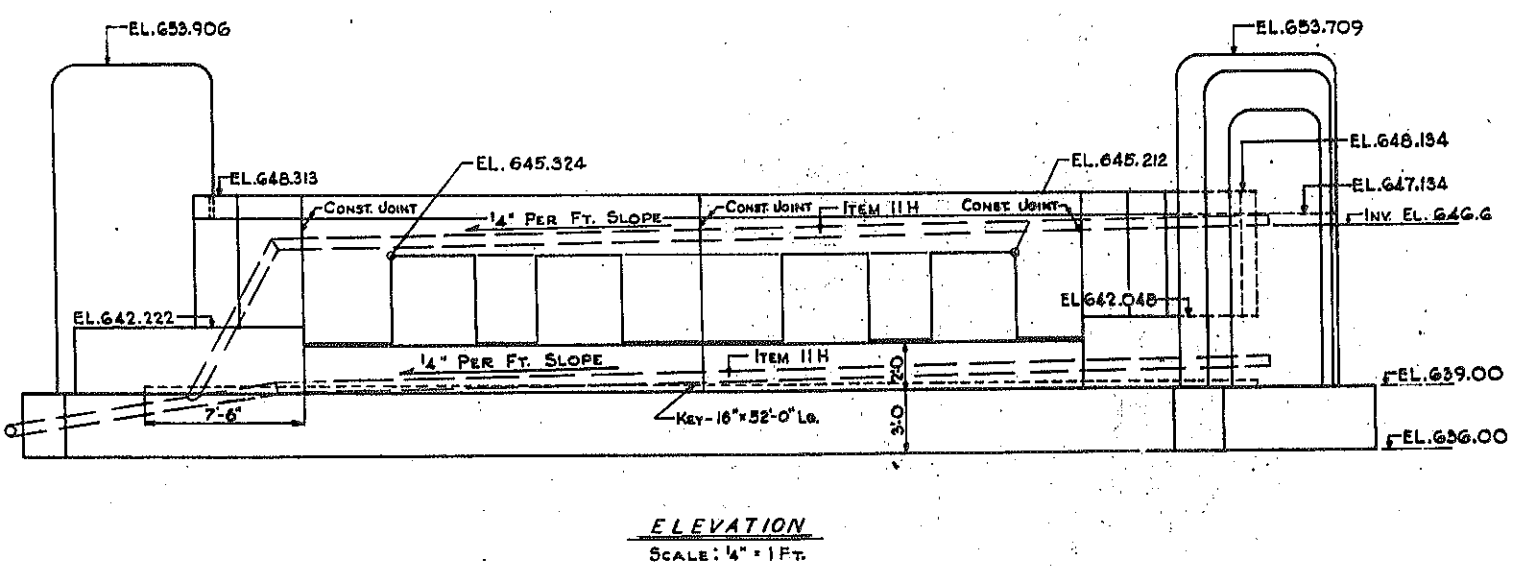 EL.653.906
EL.653.709
EL.645.324
EL.645.212
EL.648.134
EL.648.313
EL.647.134
CONST. JOINT
1/4" PER FT. SLOPE
CONST. JOINT
ITEM 11H
CONST. JOINT
INV. EL. 646.6
EL.642.048
EL.642.222
1/4" PER FT. SLOPE
ITEM 11H
2'-0
EL.639.00
7'-6"
KEY-16"x52'-0" LG.
3'-0
EL.636.00
ELEVATION
SCALE: 1/4" = 1 FT.